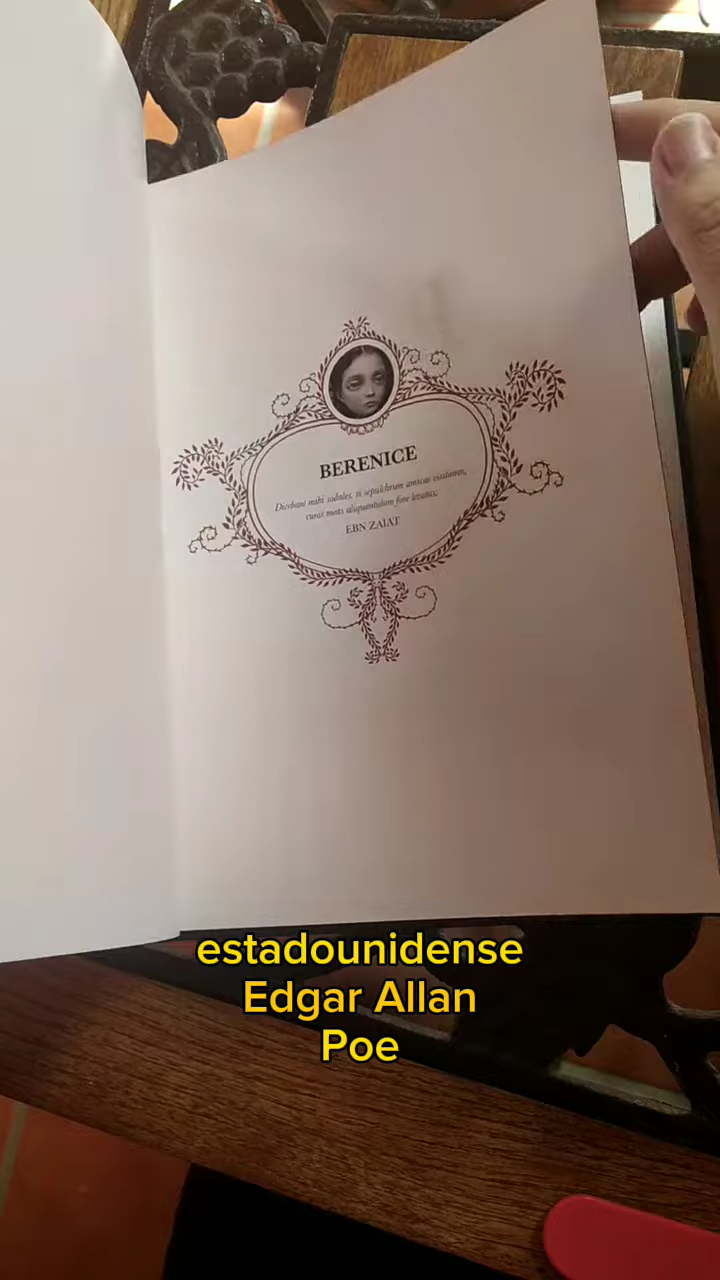 BERENICE
Dicebant mihi sodales, si sepulchrum amicae visitarem,
curas meas aliquantulum fore levatas.
EBN ZAIAT
estadounidense
Edgar Allan
Poe